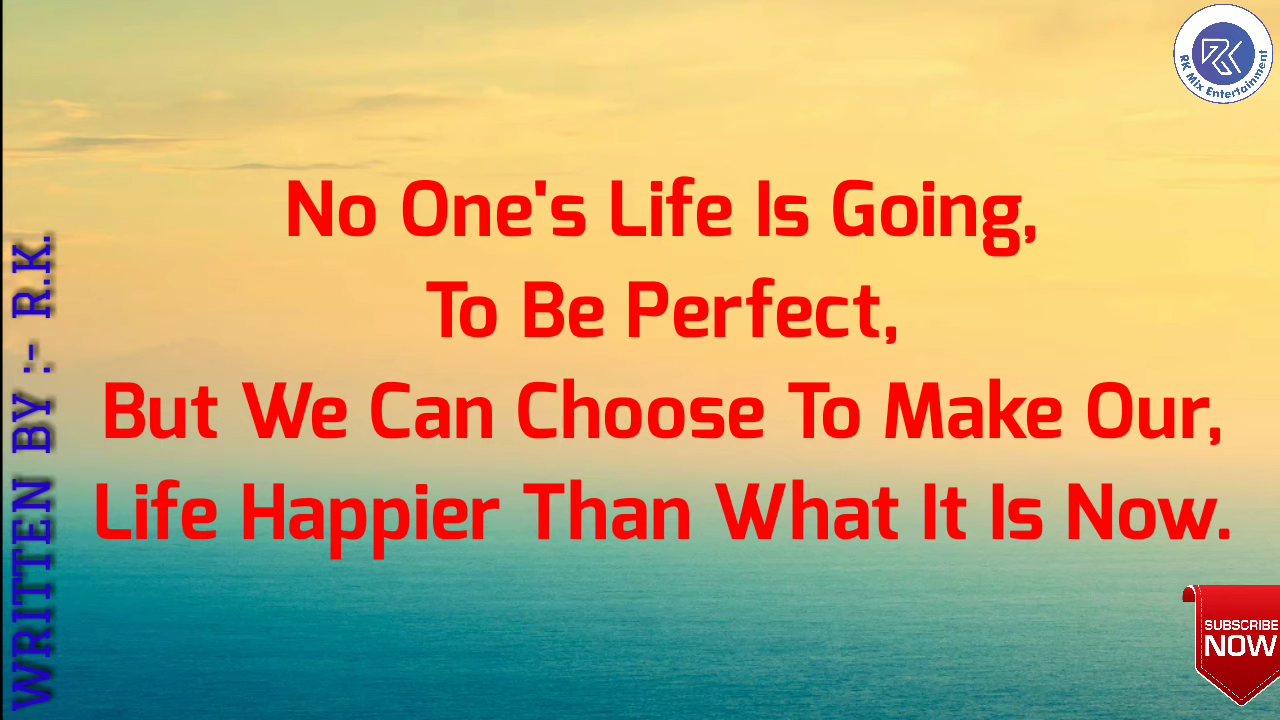 RK Mix Entertainment
No One's Life Is Going,
To Be Perfect,
But We Can Choose To Make Our,
Life Happier Than What It Is Now.
WRITTEN BY :- R.K.
SUBSCRIBE
NOW